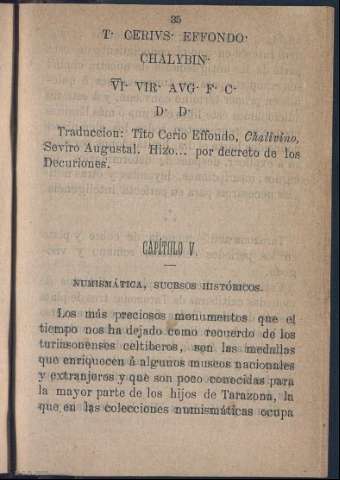 35
T· CERIVS· EFFONDO·
CHALYBIN·
V̅I̅· VIR· AVG· F· C·
D· D·
Traduccion: Tito Cerio Effondo, Chalivino,
Seviro Augustal. Hizo... por decreto de los
Decuriones.
CAPÍTULO V.
NUMISMÁTICA, SUCESOS HISTÓRICOS.
Los más preciosos monumentos que el
tiempo nos ha dejado como recuerdo de los
turiasonenses celtiberos, son las medallas
que enriquecen á algunos museos nacionales
y extranjeros y que son poco conocidas para
la mayor parte de los hijos de Tarazona, la
que en las colecciones numismáticas ocupa